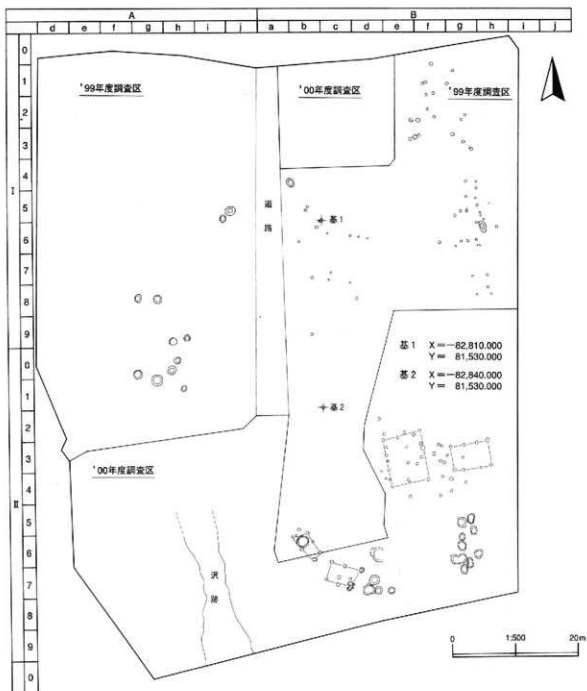 A B
d e f g h i j a b c d e f g h i j
I
0
1
2
3
4
5
6
7
8
9
II
0
1
2
3
4
5
6
7
8
9
0
'99年度調査区
'00年度調査区
'99年度調査区
道路
基1
基1 X=-82,810.000
Y= 81,530.000
基2 X=-82,840.000
Y= 81,530.000
基2
'00年度調査区
沢跡
0 1:500 20m